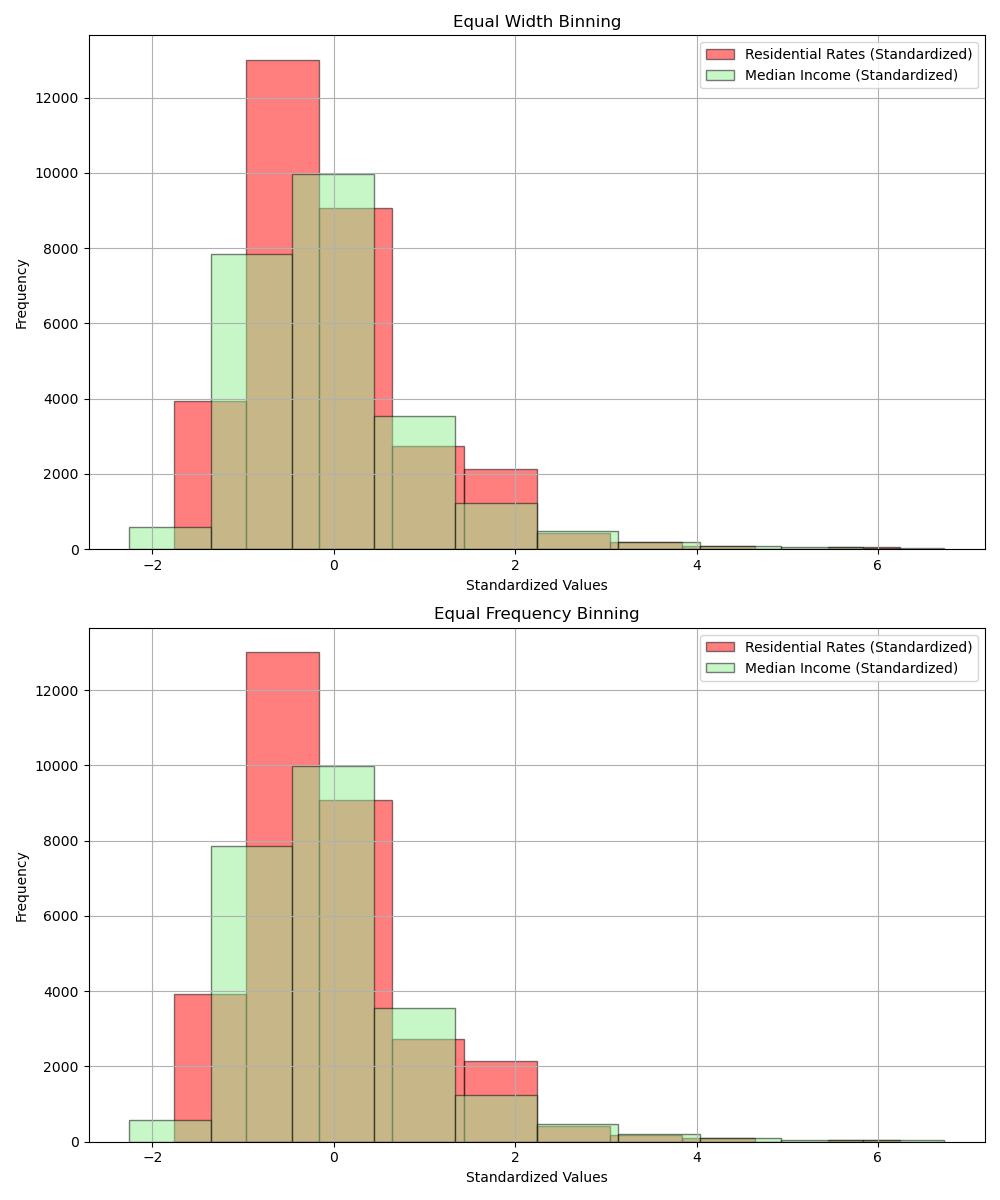 Equal Width Binning
Residential Rates (Standardized)
Median Income (Standardized)
12000
10000
8000
6000
4000
2000
0
Frequency
−2
0
2
4
6
Standardized Values
Equal Frequency Binning
Residential Rates (Standardized)
Median Income (Standardized)
12000
10000
8000
6000
4000
2000
0
Frequency
−2
0
2
4
6
Standardized Values